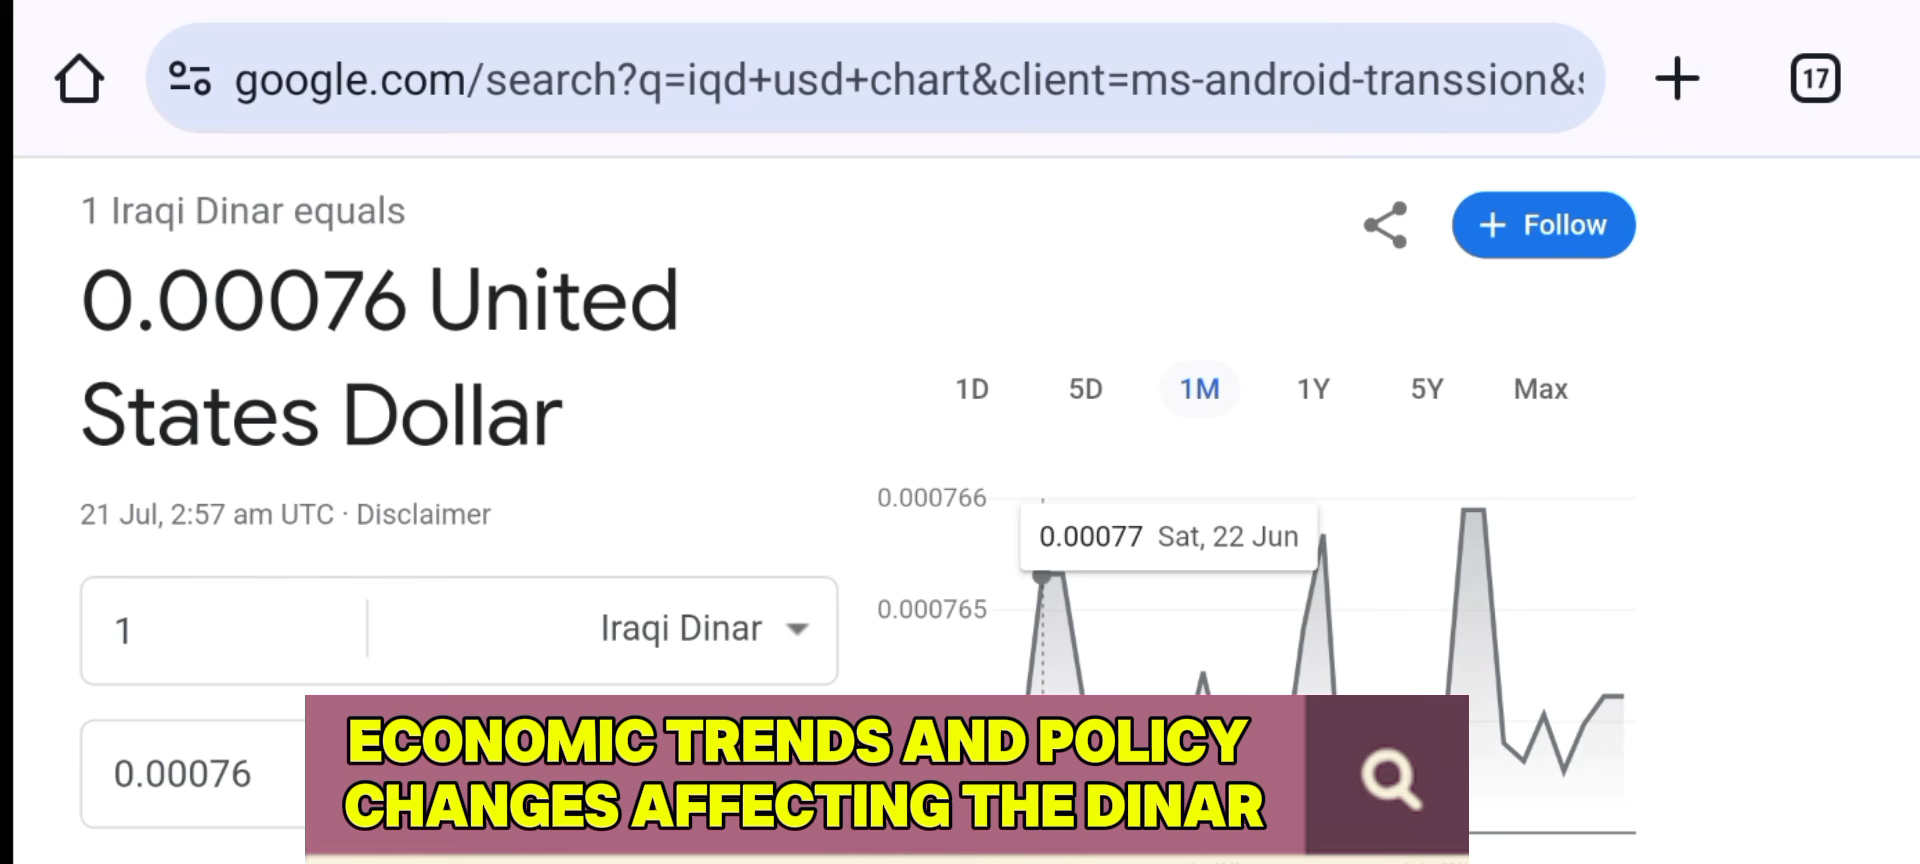 google.com/search?q=iqd+usd+chart&client=ms-android-transsion&
17
1 Iraqi Dinar equals
0.00076 United
States Dollar
21 Jul, 2:57 am UTC · Disclaimer
Follow
1D 5D 1M 1Y 5Y Max
0.000766
0.00077 Sat, 22 Jun
0.000765
1 Iraqi Dinar
0.00076
ECONOMIC TRENDS AND POLICY
CHANGES AFFECTING THE DINAR